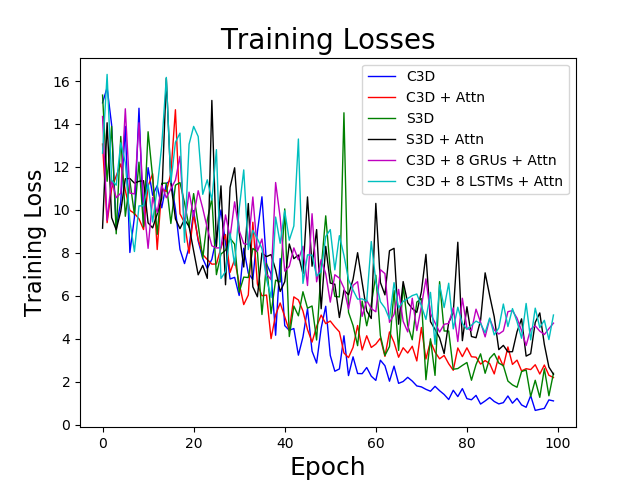 Training Losses
16
14
12
10
8
6
4
2
0
Training Loss
C3D
C3D + Attn
S3D
S3D + Attn
C3D + 8 GRUs + Attn
C3D + 8 LSTMs + Attn
0 20 40 60 80 100
Epoch